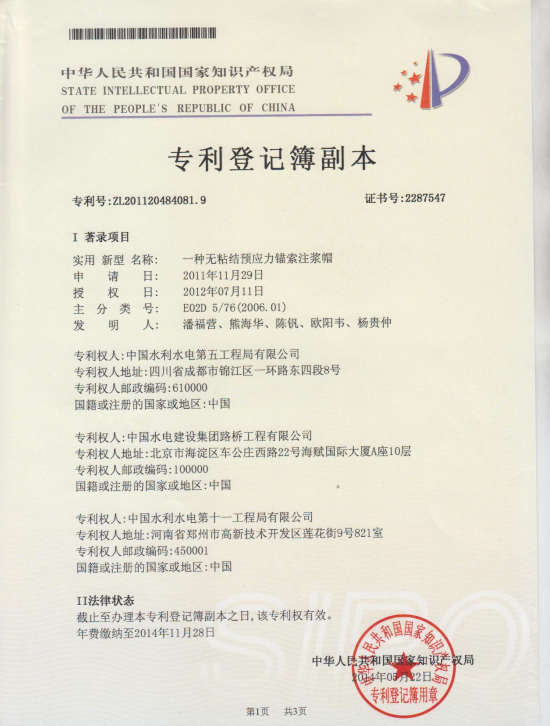 中华人民共和国国家知识产权局
STATE INTELLECTUAL PROPERTY OFFICE
OF THE PEOPLE'S REPUBLIC OF CHINA
专利登记簿副本
专利号:ZL201120484081.9 证书号:2287547
I 著录项目
实用 新型 名称: 一种无粘结预应力锚索注浆帽
申 请 日: 2011年11月29日
授 权 日: 2012年07月11日
主 分 类 号: E02D 5/76(2006.01)
发 明 人: 潘福营、熊海华、陈钒、欧阳韦、杨贵仲
专利权人:中国水利水电第五工程局有限公司
专利权人地址:四川省成都市锦江区一环路东四段8号
专利权人邮政编码:610000
国籍或注册的国家或地区:中国
专利权人:中国水电建设集团路桥工程有限公司
专利权人地址:北京市海淀区车公庄西路22号海赋国际大厦A座10层
专利权人邮政编码:100000
国籍或注册的国家或地区:中国
专利权人:中国水利水电第十一工程局有限公司
专利权人地址:河南省郑州市高新技术开发区莲花街9号821室
专利权人邮政编码:450001
国籍或注册的国家或地区:中国
II法律状态
截止至办理本专利登记簿副本之日,该专利权有效。
年费缴纳至2014年11月28日
SIPO
中华人民共和国国家知识产权局
2014年05月22日
中华人民共和国国家知识产权局
专利登记簿用章
第1页 共3页